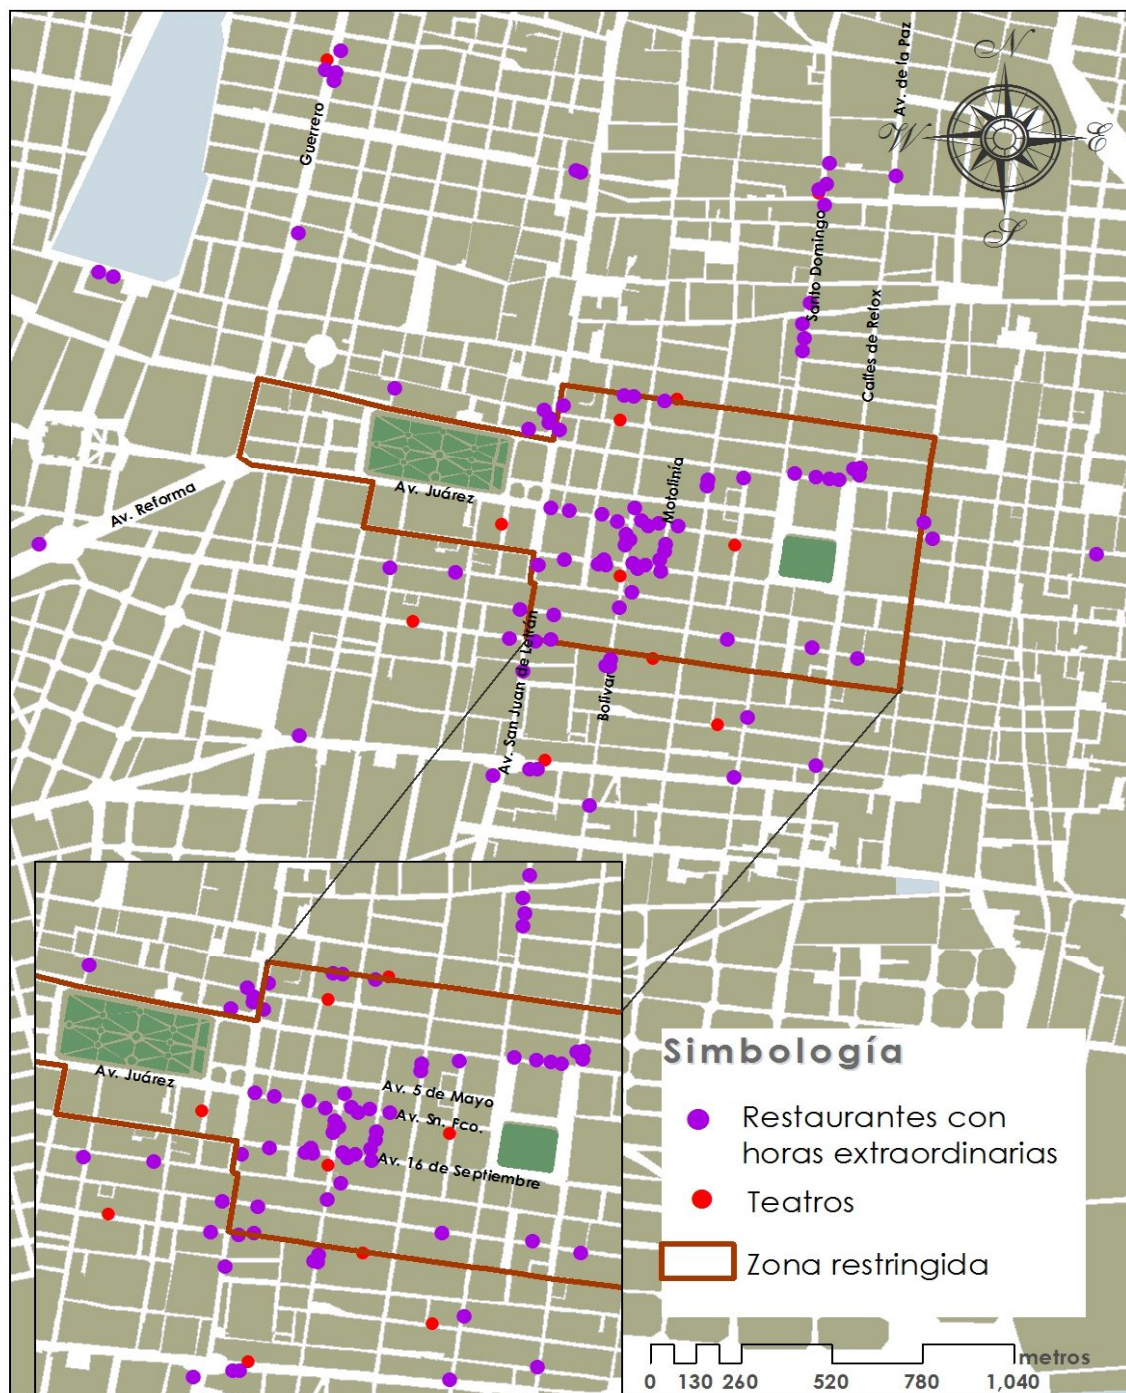 N
W
E
S
Av. de la Paz
Guerrero
Santo Domingo
Calles de Relox
Motolinía
Av. Juárez
Av. Reforma
Av. San Juan de Letrán
Bolívar
Av. Juárez
Av. 5 de Mayo
Av. Sn. Fco.
Av. 16 de Septiembre
Simbología
Restaurantes con
horas extraordinarias
Teatros
Zona restringida
metros
0 130 260 520 780 1,040